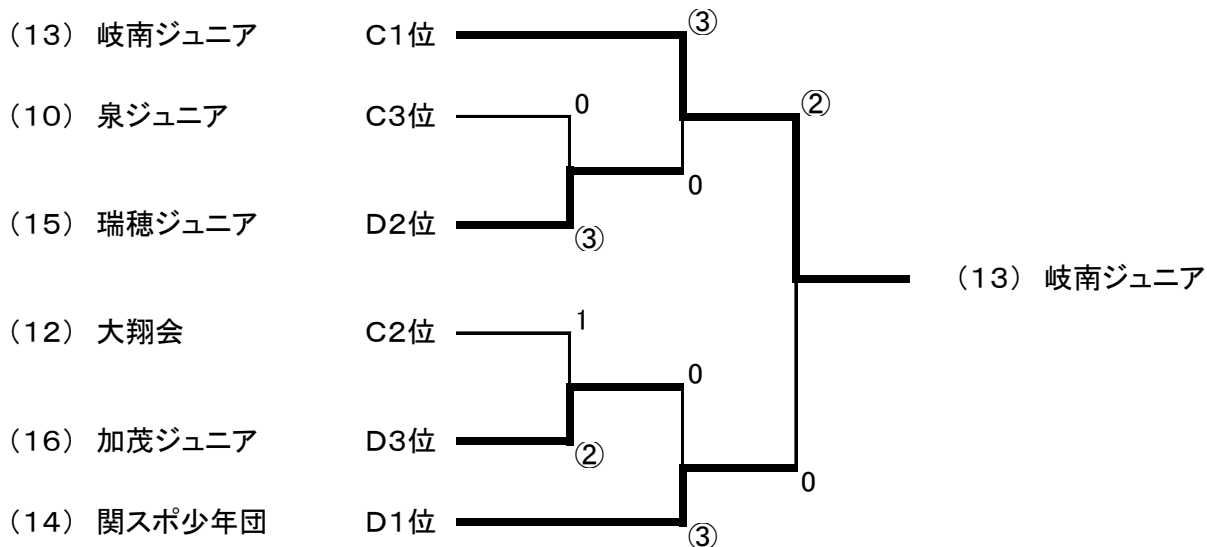 （１３） 岐南ジュニア Ｃ１位 ③
（１０） 泉ジュニア Ｃ３位 0 ②
0
（１５） 瑞穂ジュニア Ｄ２位 ③
（１３） 岐南ジュニア
（１２） 大翔会 Ｃ２位 1
0
（１６） 加茂ジュニア Ｄ３位 ②
0
（１４） 関スポ少年団 Ｄ１位 ③